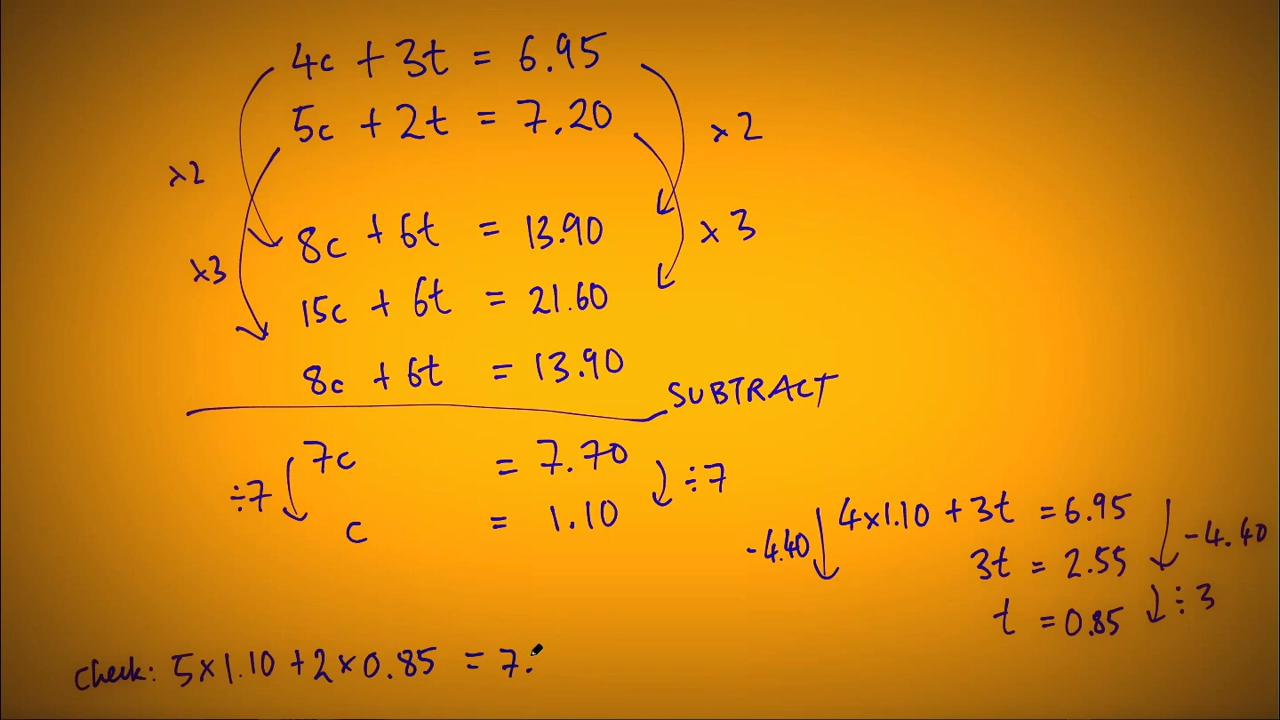 4c + 3t = 6.95
5c + 2t = 7.20
×2
×2
8c + 6t = 13.90
×3
×3
15c + 6t = 21.60
8c + 6t = 13.90
SUBTRACT
7c = 7.70
÷7
÷7
c = 1.10
4×1.10 + 3t = 6.95
-4.40
-4.40
3t = 2.55
t = 0.85
÷3
Check: 5×1.10 + 2×0.85 = 7.